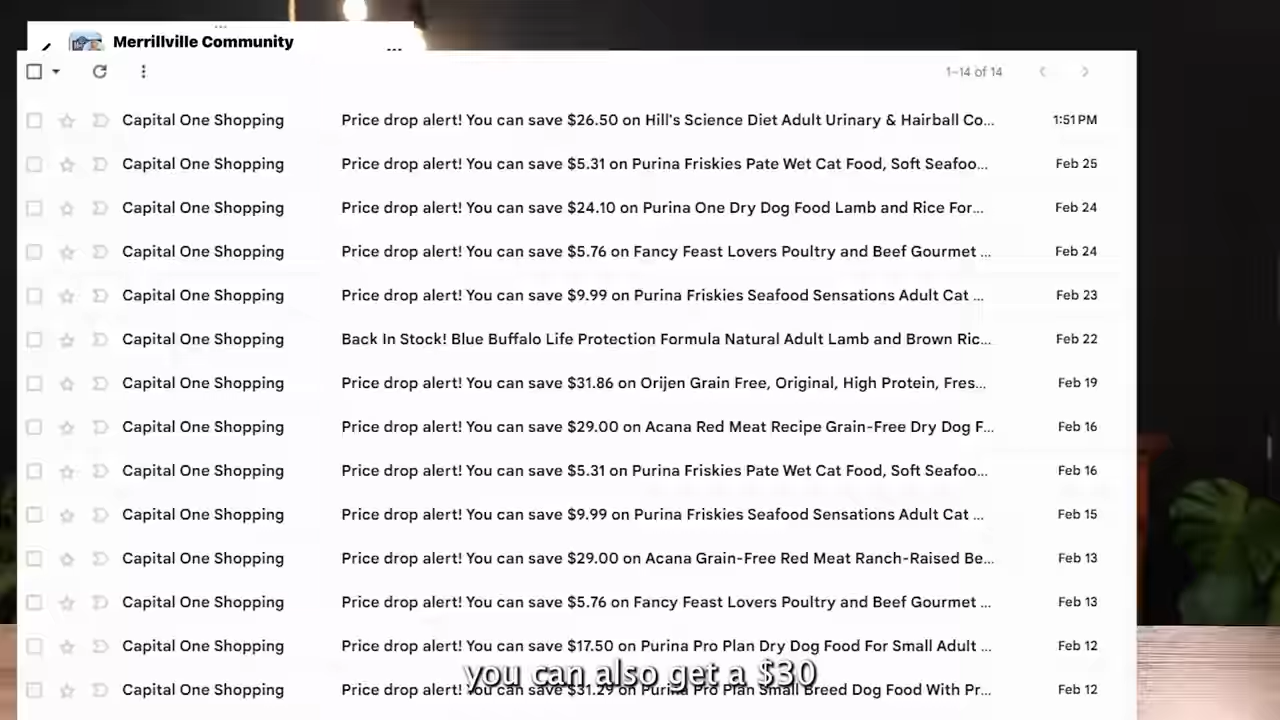 Merrillville Community
1–14 of 14
Capital One Shopping Price drop alert! You can save $26.50 on Hill's Science Diet Adult Urinary & Hairball Co... 1:51 PM
Capital One Shopping Price drop alert! You can save $5.31 on Purina Friskies Pate Wet Cat Food, Soft Seafoo... Feb 25
Capital One Shopping Price drop alert! You can save $24.10 on Purina One Dry Dog Food Lamb and Rice For... Feb 24
Capital One Shopping Price drop alert! You can save $5.76 on Fancy Feast Lovers Poultry and Beef Gourmet ... Feb 24
Capital One Shopping Price drop alert! You can save $9.99 on Purina Friskies Seafood Sensations Adult Cat ... Feb 23
Capital One Shopping Back In Stock! Blue Buffalo Life Protection Formula Natural Adult Lamb and Brown Ric... Feb 22
Capital One Shopping Price drop alert! You can save $31.86 on Orijen Grain Free, Original, High Protein, Fres... Feb 19
Capital One Shopping Price drop alert! You can save $29.00 on Acana Red Meat Recipe Grain-Free Dry Dog F... Feb 16
Capital One Shopping Price drop alert! You can save $5.31 on Purina Friskies Pate Wet Cat Food, Soft Seafoo... Feb 16
Capital One Shopping Price drop alert! You can save $9.99 on Purina Friskies Seafood Sensations Adult Cat ... Feb 15
Capital One Shopping Price drop alert! You can save $29.00 on Acana Grain-Free Red Meat Ranch-Raised Be... Feb 13
Capital One Shopping Price drop alert! You can save $5.76 on Fancy Feast Lovers Poultry and Beef Gourmet ... Feb 13
Capital One Shopping Price drop alert! You can save $17.50 on Purina Pro Plan Dry Dog Food For Small Adult ... Feb 12
you can also get a $30
Capital One Shopping Price drop alert! You can save $31.29 on Purina Pro Plan Small Breed Dog Food With Pr... Feb 12